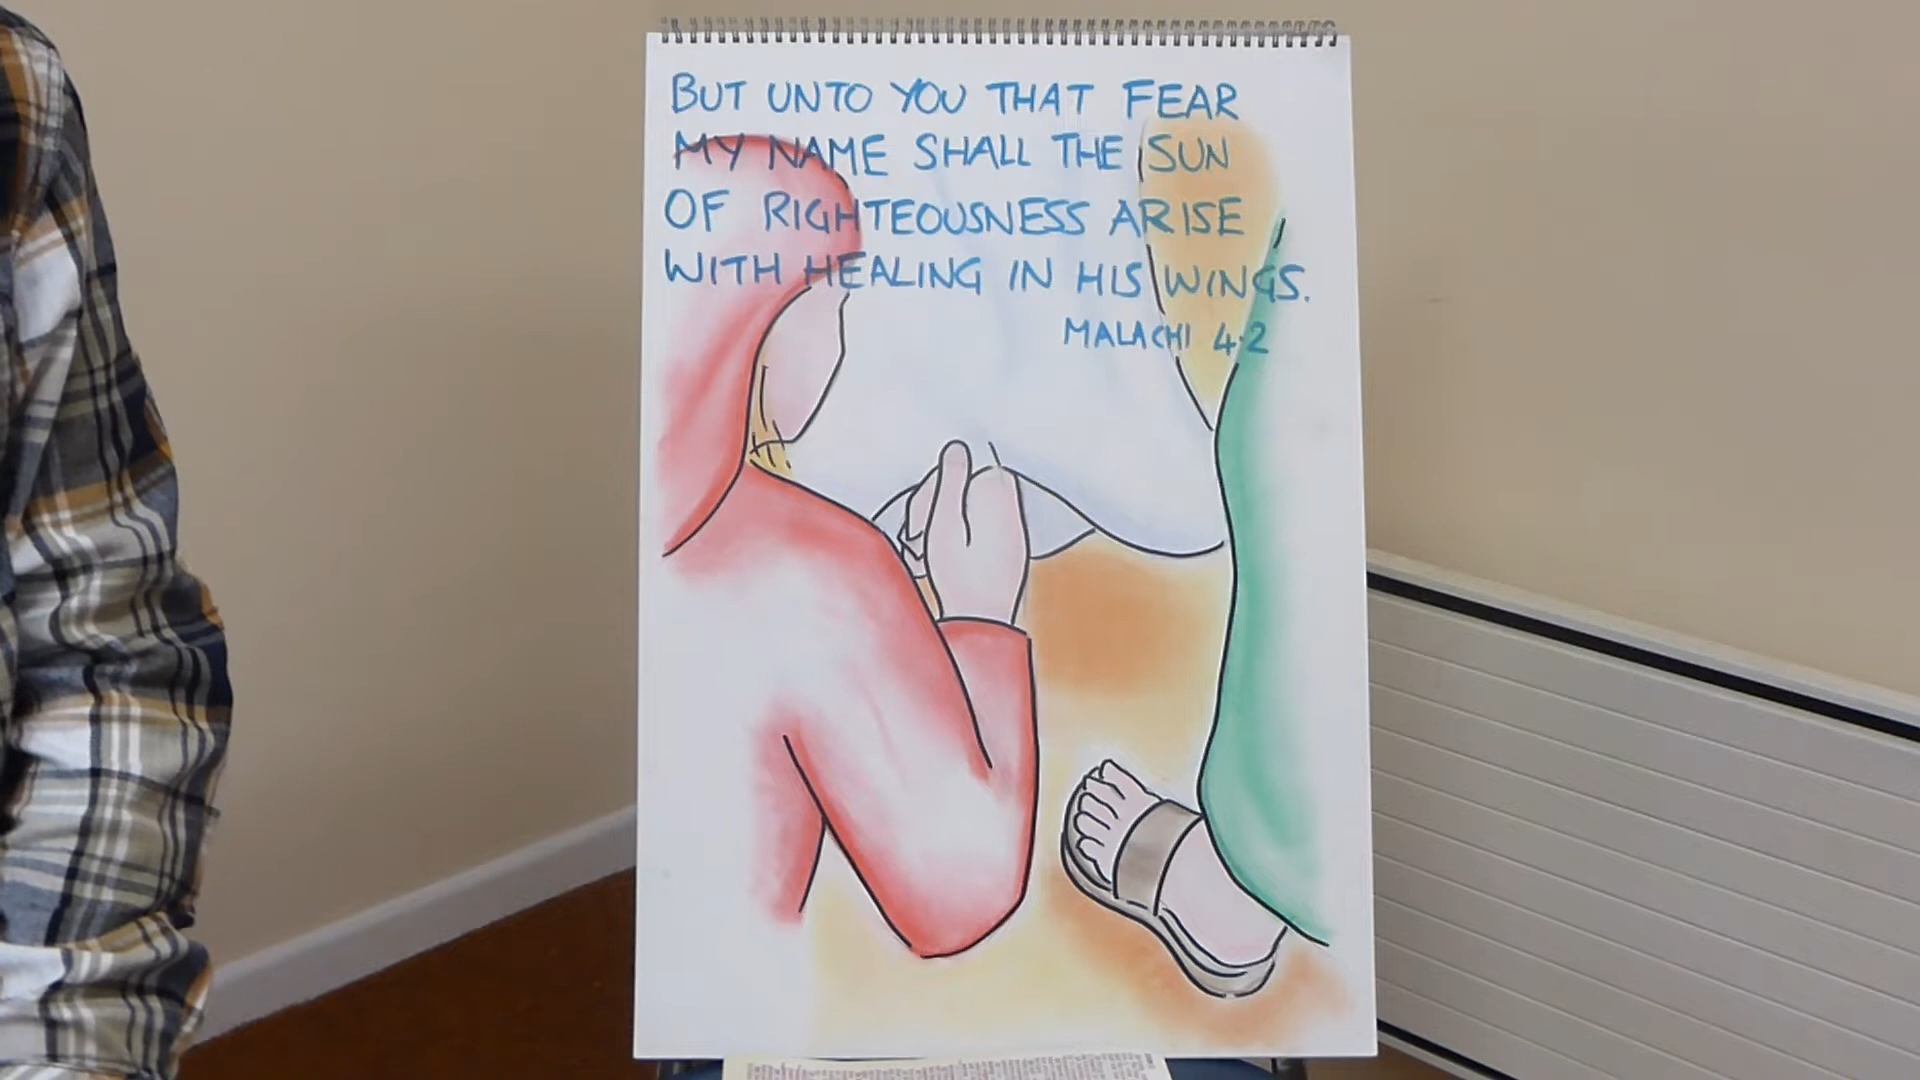 BUT UNTO YOU THAT FEAR
MY NAME SHALL THE SUN
OF RIGHTEOUSNESS ARISE
WITH HEALING IN HIS WINGS.
MALACHI 4.2